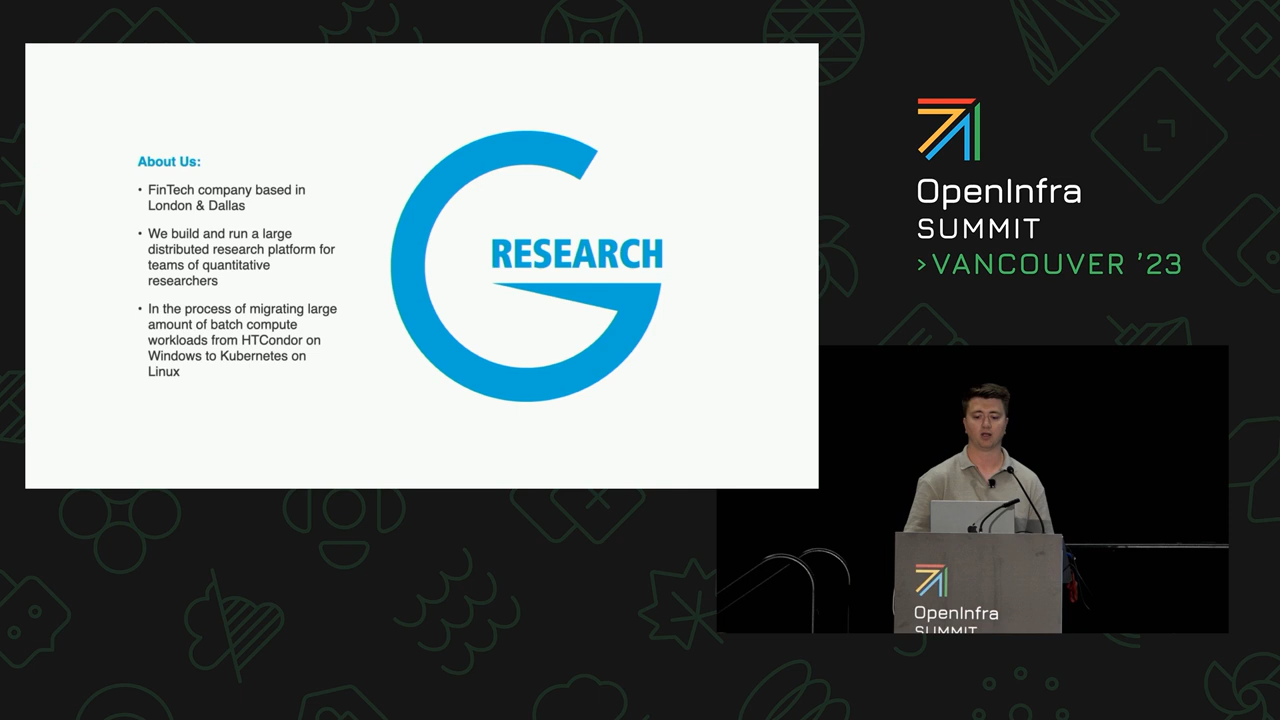 About Us:
• FinTech company based in
London & Dallas
• We build and run a large
distributed research platform for
teams of quantitative
researchers
• In the process of migrating large
amount of batch compute
workloads from HTCondor on
Windows to Kubernetes on
Linux
RESEARCH
OpenInfra
SUMMIT
>VANCOUVER '23
OpenInfra
SUMMIT